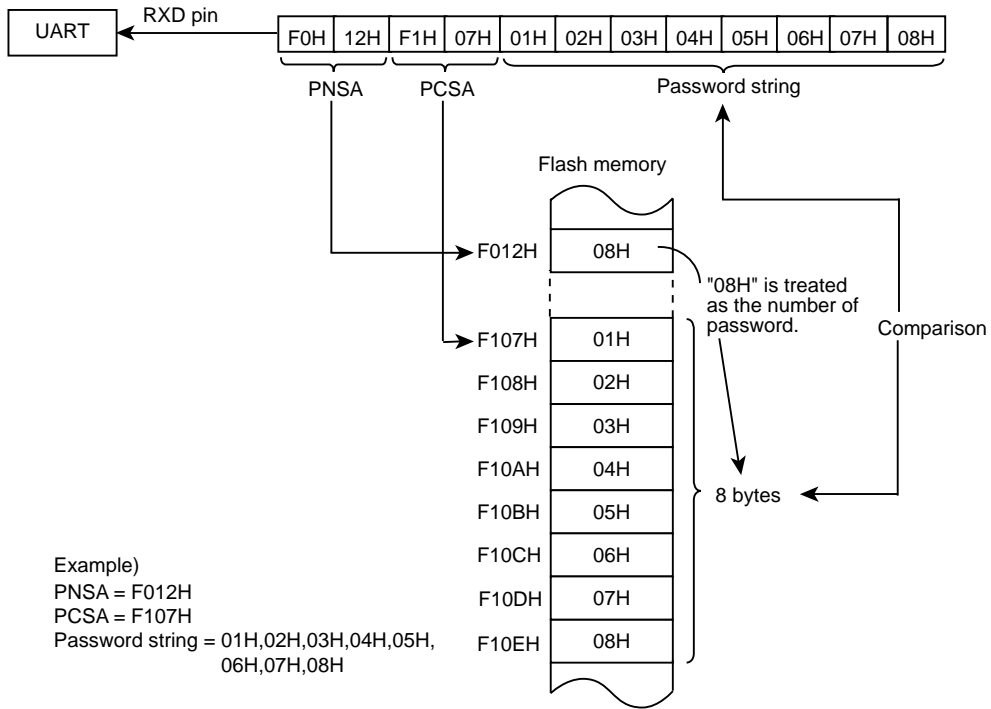 UART
RXD pin
F0H 12H F1H 07H 01H 02H 03H 04H 05H 06H 07H 08H
PNSA PCSA Password string
Flash memory
F012H 08H
"08H" is treated
as the number of
password.
Comparison
F107H 01H
F108H 02H
F109H 03H
F10AH 04H
8 bytes
F10BH 05H
F10CH 06H
F10DH 07H
F10EH 08H
Example)
PNSA = F012H
PCSA = F107H
Password string = 01H,02H,03H,04H,05H,
06H,07H,08H